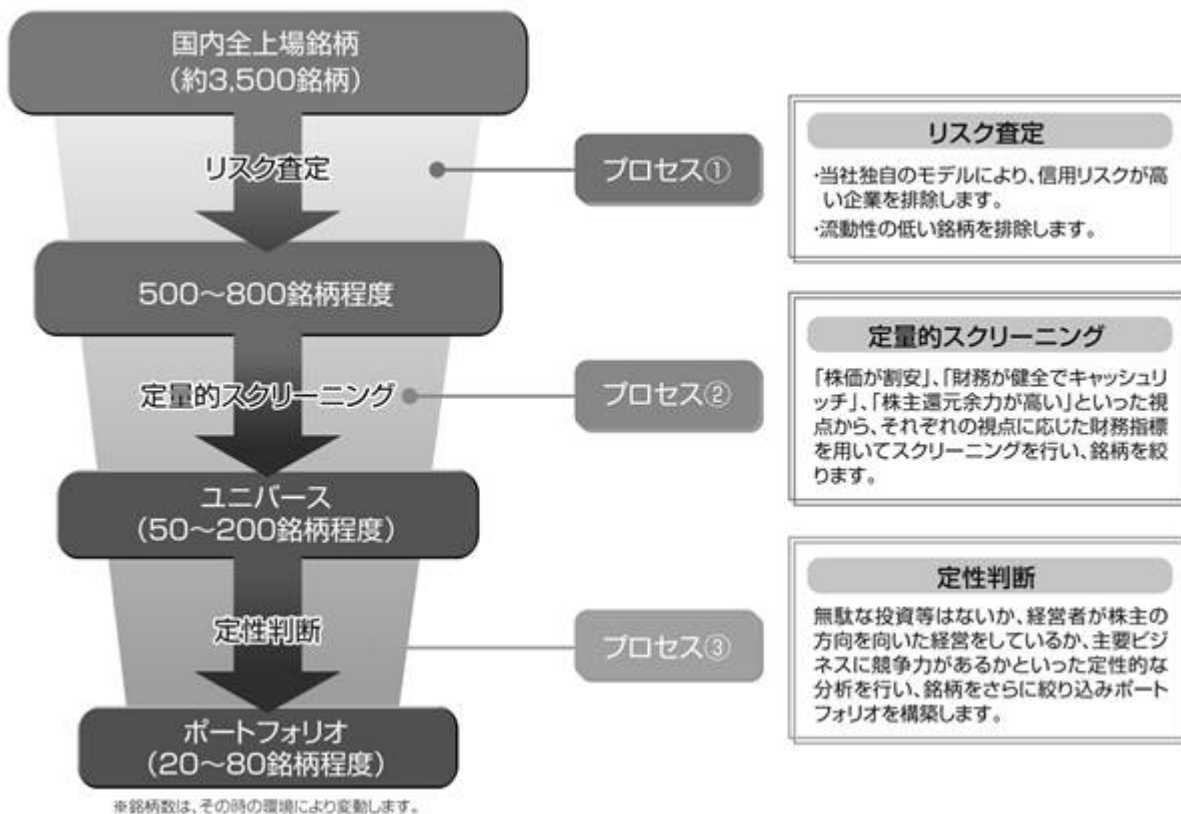 国内全上場銘柄
(約3,500銘柄)
リスク査定
プロセス①
リスク査定
・当社独自のモデルにより、信用リスクが高
い企業を排除します。
・流動性の低い銘柄を排除します。
500〜800銘柄程度
定量的スクリーニング
プロセス②
定量的スクリーニング
「株価が割安」、「財務が健全でキャッシュリ
ッチ」、「株主還元余力が高い」といった視
点から、それぞれの視点に応じた財務指標
を用いてスクリーニングを行い、銘柄を絞
ります。
ユニバース
(50〜200銘柄程度)
定性判断
プロセス③
定性判断
無駄な投資等はないか、経営者が株主の
方向を向いた経営をしているか、主要ビジ
ネスに競争力があるかといった定性的な
分析を行い、銘柄をさらに絞り込みポート
フォリオを構築します。
ポートフォリオ
(20〜80銘柄程度)
※銘柄数は、その時の環境により変動します。